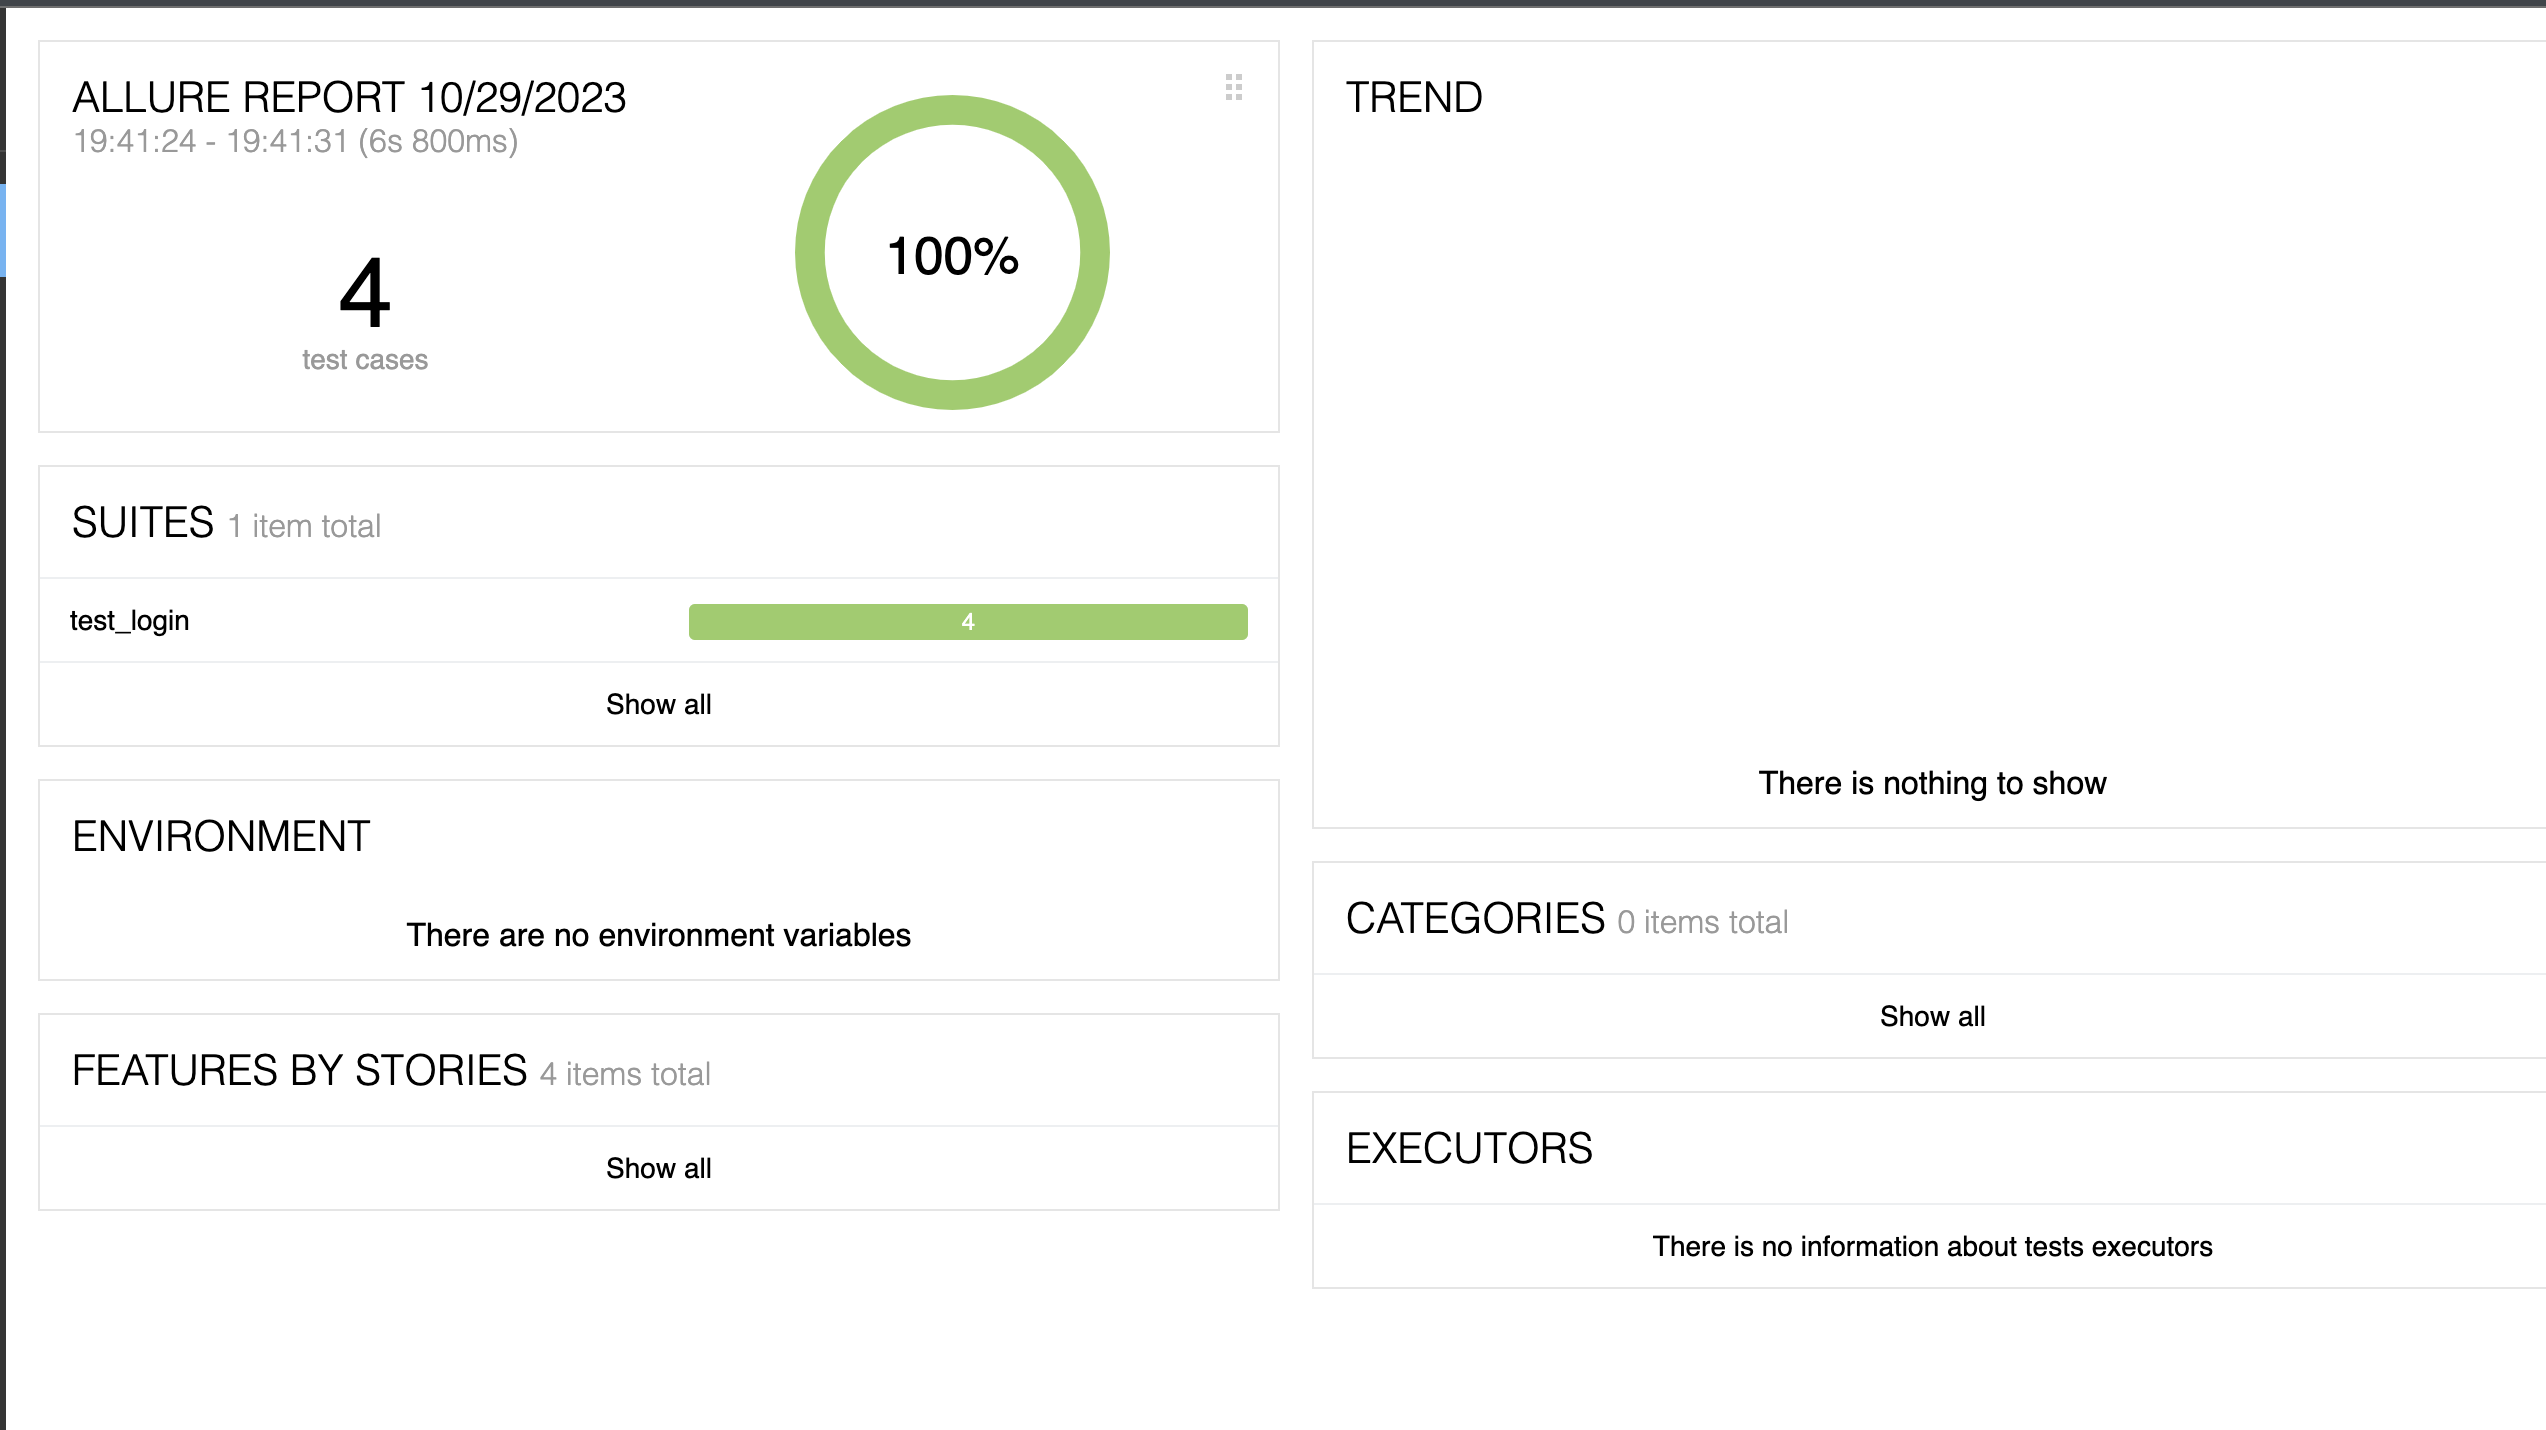 ALLURE REPORT 10/29/2023
19:41:24 - 19:41:31 (6s 800ms)
4
test cases
100%
SUITES 1 item total
test_login 4
Show all
ENVIRONMENT
There are no environment variables
FEATURES BY STORIES 4 items total
Show all
TREND
There is nothing to show
CATEGORIES 0 items total
Show all
EXECUTORS
There is no information about tests executors